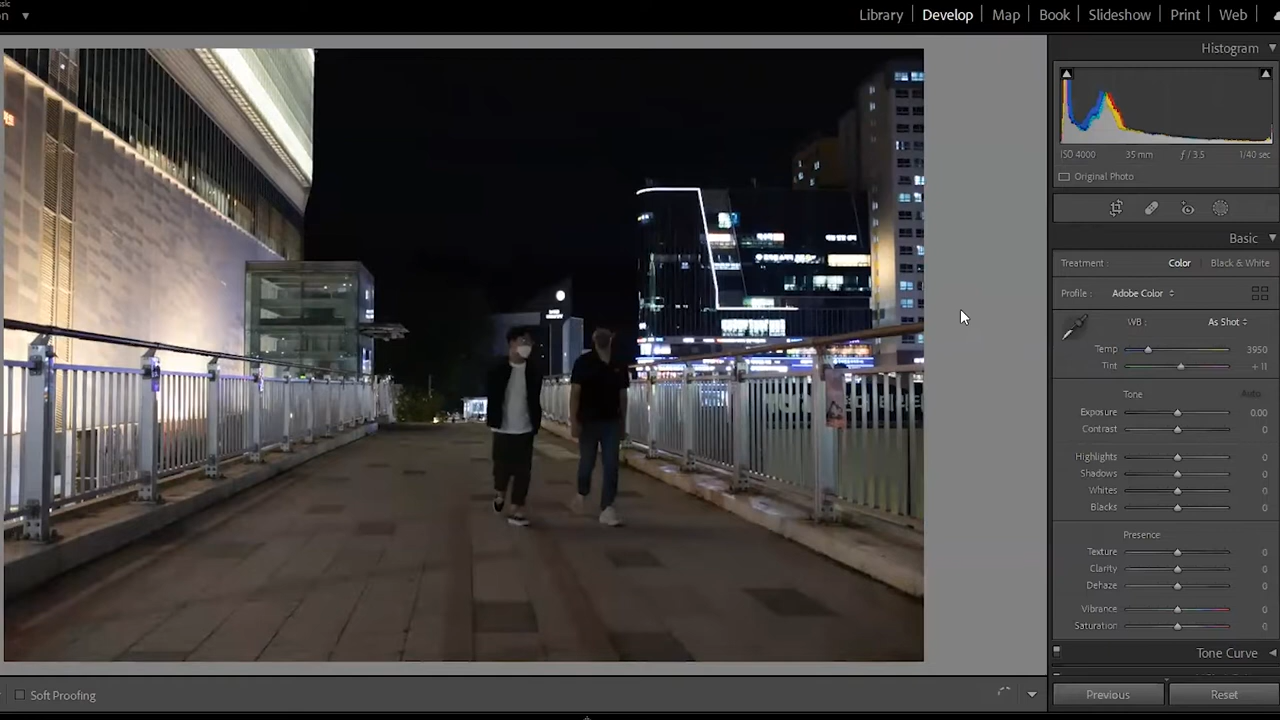 n
Library | Develop | Map | Book | Slideshow | Print | Web
Histogram
ISO 4000 35 mm ƒ / 3.5 1/40 sec
Original Photo
Basic
Treatment : Color Black & White
Profile : Adobe Color
WB : As Shot
Temp 3950
Tint + 11
Tone Auto
Exposure 0.00
Contrast 0
Highlights 0
Shadows 0
Whites 0
Blacks 0
Presence
Texture 0
Clarity 0
Dehaze 0
Vibrance 0
Saturation 0
Tone Curve
Previous Reset
Soft Proofing